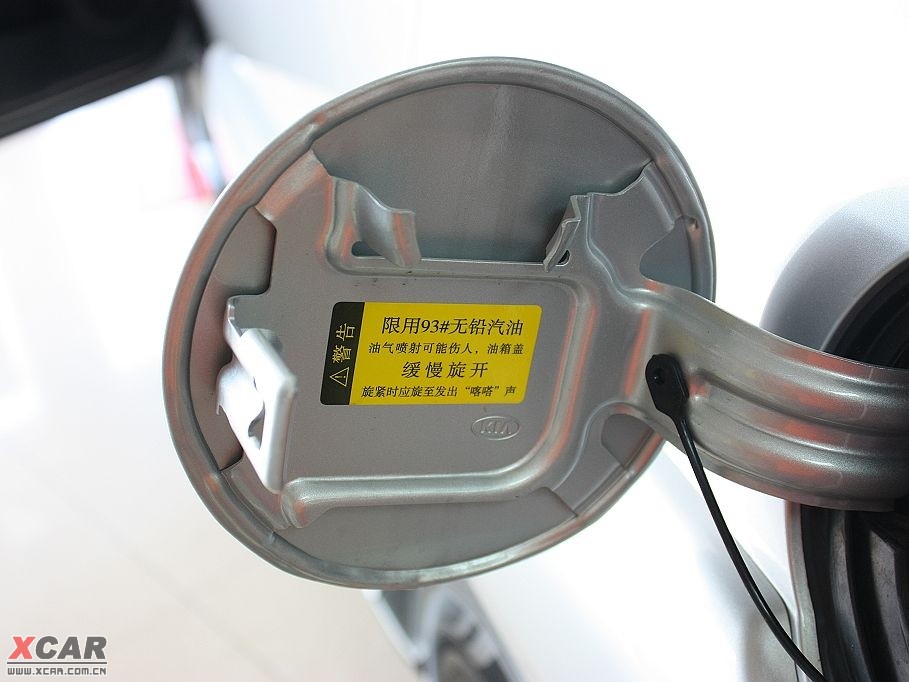 警告
限用93#无铅汽油
油气喷射可能伤人，油箱盖
缓慢旋开
旋紧时应旋至发出“喀嗒”声
KIA
XCAR
WWW.XCAR.COM.CN